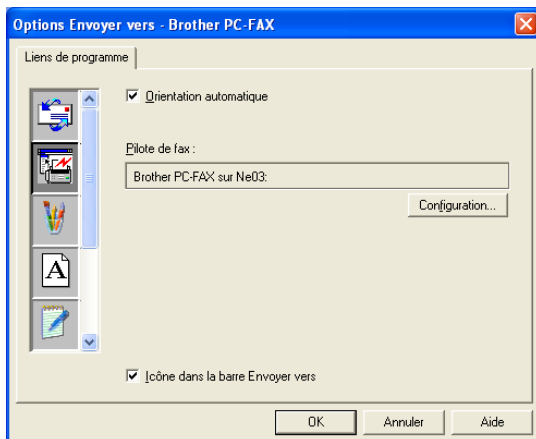 Options Envoyer vers - Brother PC-FAX
Liens de programme
Orientation automatique
Pilote de fax :
Brother PC-FAX sur Ne03:
Configuration...
A
Icône dans la barre Envoyer vers
OK
Annuler
Aide